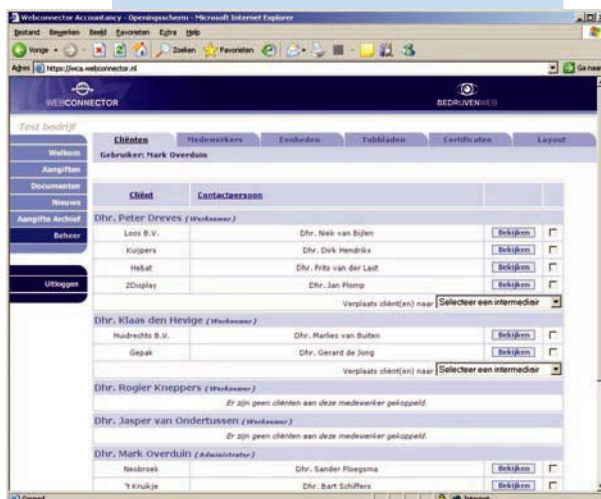 Webconnector Accountancy - Openingsscherm - Microsoft Internet Explorer
Bestand Bewerken Beeld Favorieten Extra Help
Vorige Zoeken Favorieten
Adres https://wca.webconnector.nl Ga naar
WEBCONNECTOR BEDRIJVENWEB
Test bedrijf
Cliënten Medewerkers Eenheden Tabbladen Certificaten Layout
Welkom
Gebruiker: Mark Overduin
Aangiften
Documenten
Nieuws
Aangifte Archief
Beheer
Uitloggen
Cliënt Contactpersoon
Dhr. Peter Dreves (Werknemer)
Loos B.V. Dhr. Niek van Bijlen Bekijken
Kuijpers Dhr. Dirk Hendriks Bekijken
Hebat Dhr. Frits van der Last Bekijken
2Display Dhr. Jan Plomp Bekijken
Verplaats cliënt(en) naar Selecteer een intermediair
Dhr. Klaas den Hevige (Werknemer)
Huidrechts B.V. Dhr. Marlies van Buiten Bekijken
Gepak Dhr. Gerard de Jong Bekijken
Verplaats cliënt(en) naar Selecteer een intermediair
Dhr. Rogier Kneppers (Werknemer)
Er zijn geen cliënten aan deze medewerker gekoppeld.
Dhr. Jasper van Ondertussen (Werknemer)
Er zijn geen cliënten aan deze medewerker gekoppeld.
Dhr. Mark Overduin (Administrator)
Nesbroek Dhr. Sander Ploegsma Bekijken
't Kruikje Dhr. Bart Schiffers Bekijken
Internet